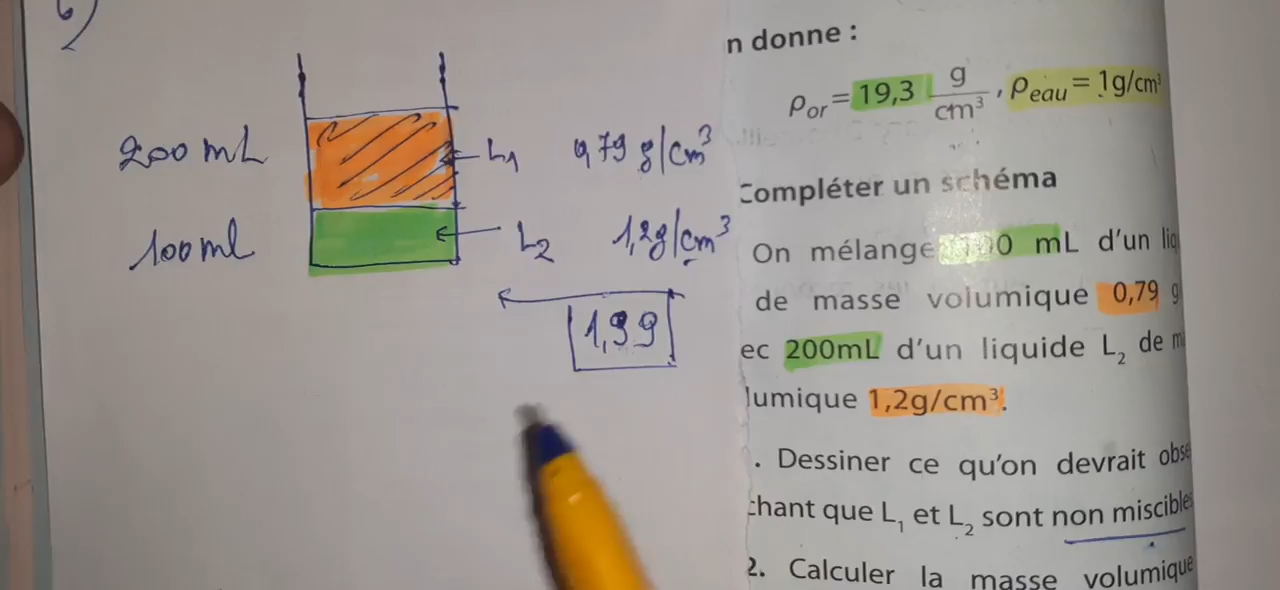 6)
200 mL
L1 0,79 g/cm³
100 ml
L2 1,2g/cm³
1,99
n donne :
ρor = 19,3 g/cm³ , ρeau = 1g/cm³
Compléter un schéma
On mélange 00 mL d'un liq
de masse volumique 0,79 g
ec 200mL d'un liquide L₂ de m
lumique 1,2g/cm³.
. Dessiner ce qu'on devrait obse
chant que L₁ et L₂ sont non miscibles
2. Calculer la masse volumique